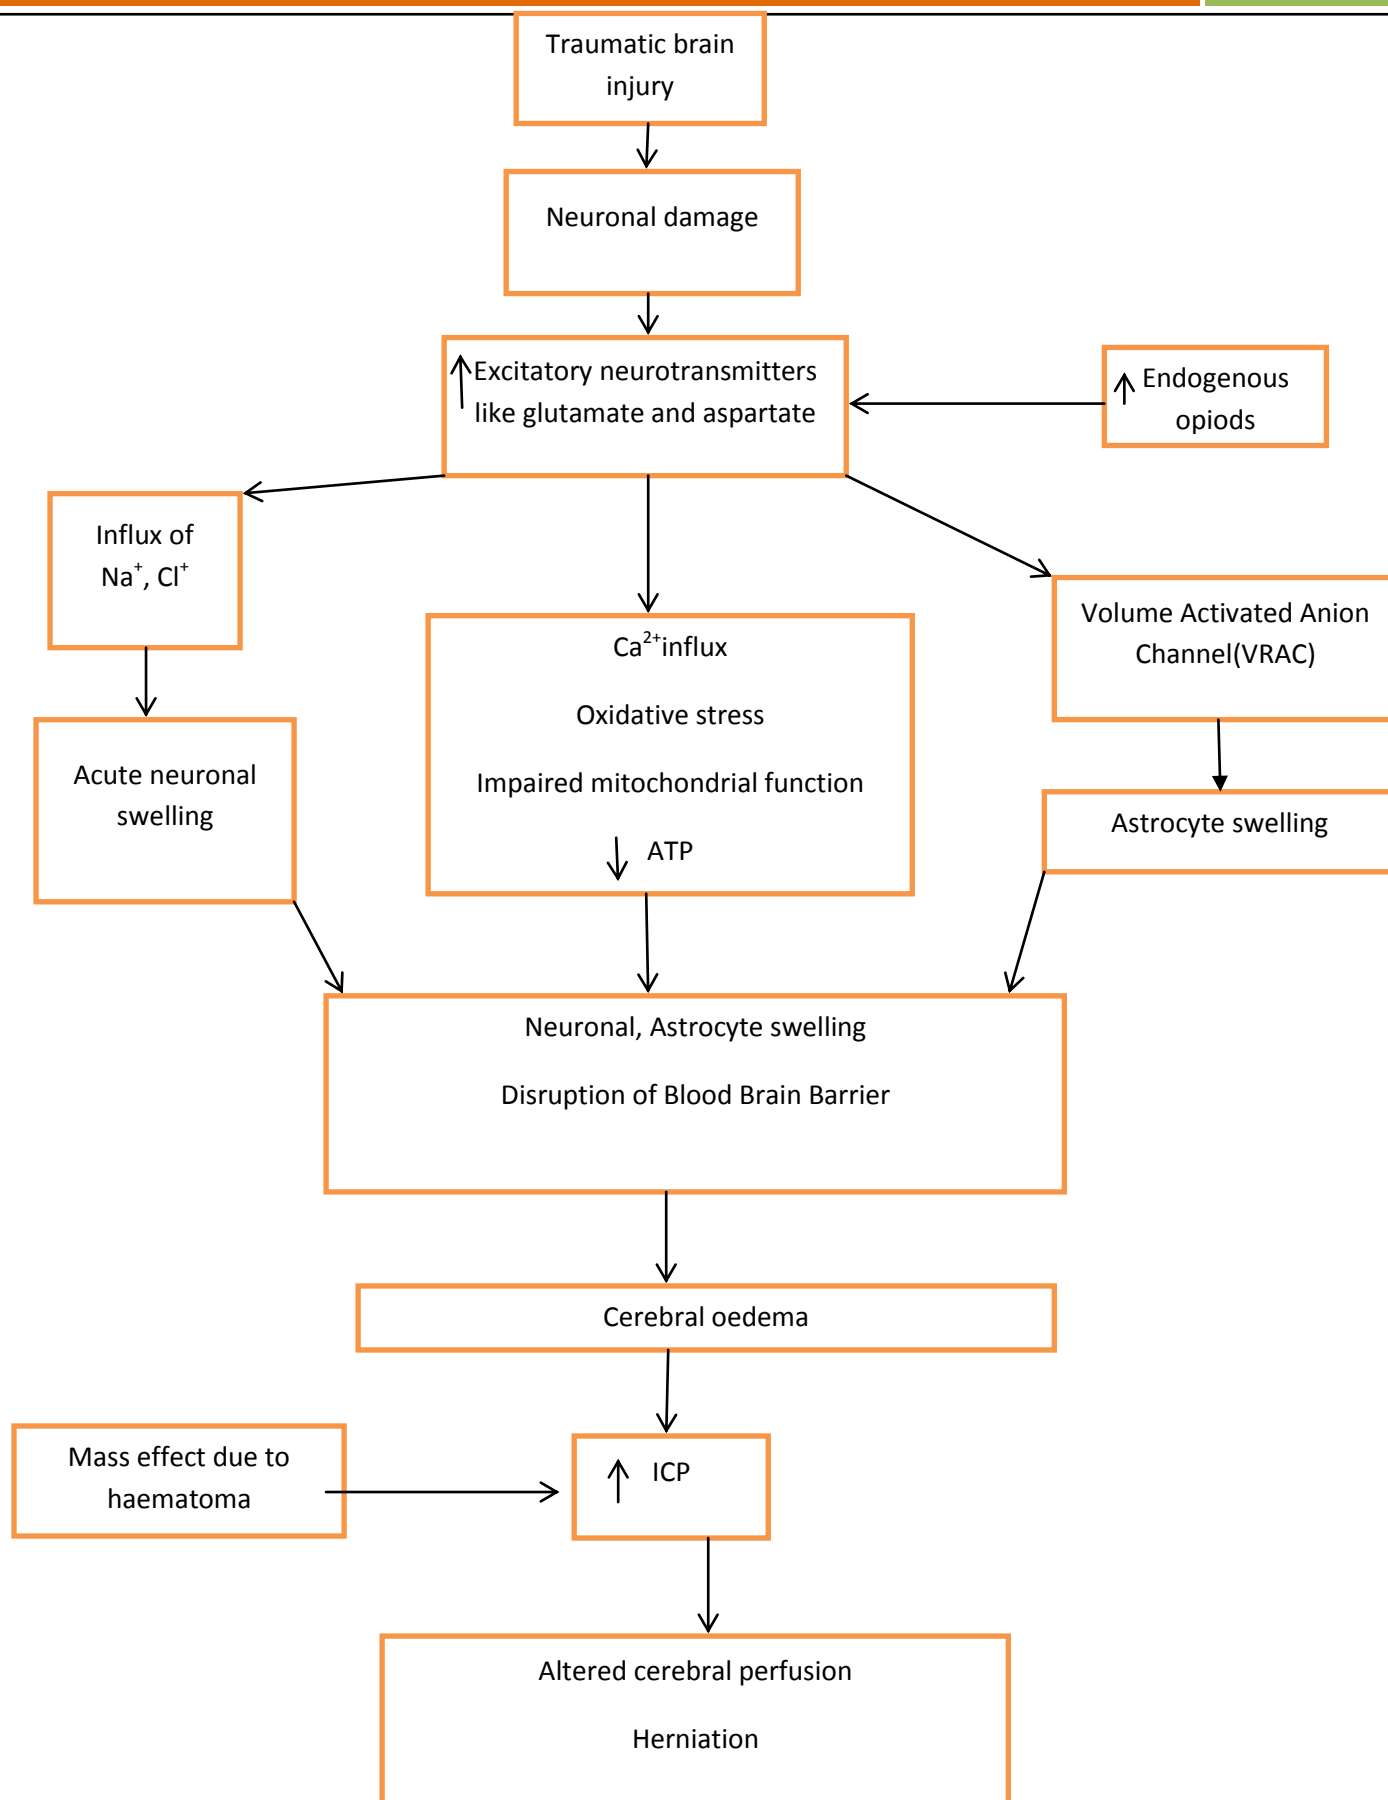 Traumatic brain
injury
Neuronal damage
Excitatory neurotransmitters
like glutamate and aspartate
Endogenous
opiods
Influx of
Na⁺, Cl⁺
Ca²⁺influx
Oxidative stress
Impaired mitochondrial function
ATP
Volume Activated Anion
Channel(VRAC)
Acute neuronal
swelling
Astrocyte swelling
Neuronal, Astrocyte swelling
Disruption of Blood Brain Barrier
Cerebral oedema
Mass effect due to
haematoma
ICP
Altered cerebral perfusion
Herniation